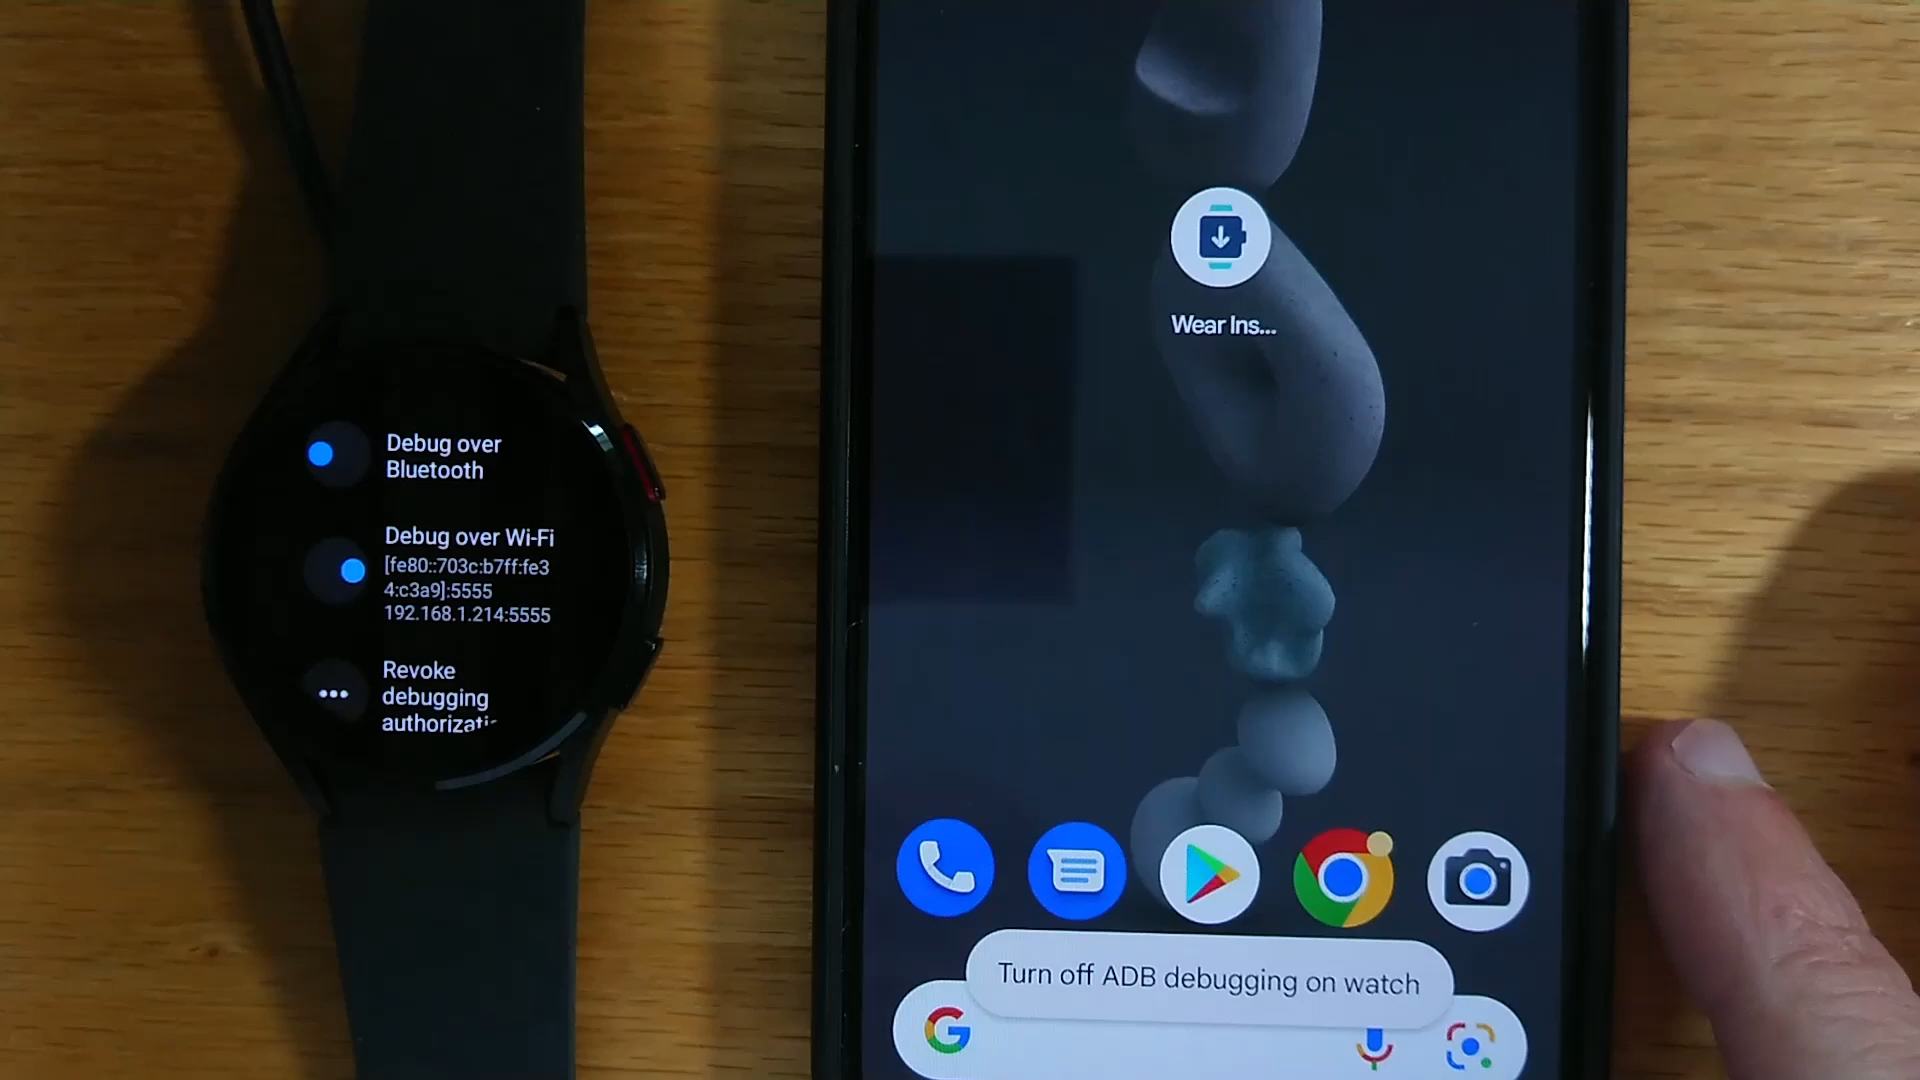 Debug over
Bluetooth
Debug over Wi-Fi
[fe80::703c:b7ff:fe3
4:c3a9]:5555
192.168.1.214:5555
Revoke
debugging
authorizati
Wear Ins...
Turn off ADB debugging on watch
G